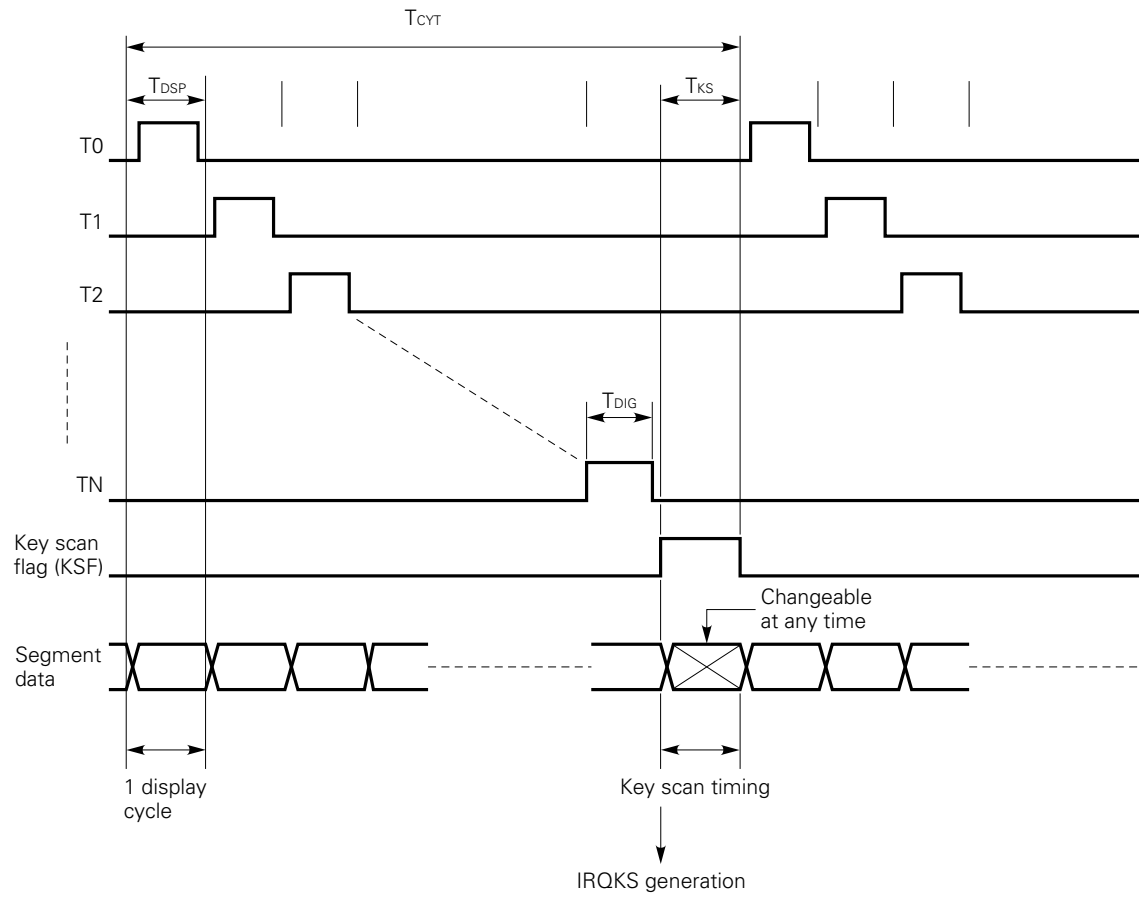 TCYT
TDSP
TKS
T0
T1
T2
TDIG
TN
Key scan
flag (KSF)
Changeable
at any time
Segment
data
1 display
cycle
Key scan timing
IRQKS generation